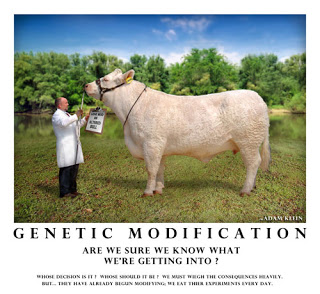 ©ADAM KLEIN
GENETIC MODIFICATION
ARE WE SURE WE KNOW WHAT
WE'RE GETTING INTO ?
WHOSE DECISION IS IT ? WHOSE SHOULD IT BE ? WE MUST WEIGH THE CONSEQUENCES HEAVILY.
BUT... THEY HAVE ALREADY BEGUN MODIFYING; WE EAT THEIR EXPERIMENTS EVERY DAY.